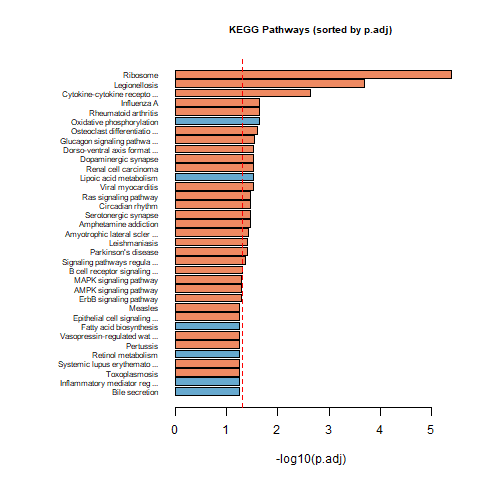 KEGG Pathways (sorted by p.adj)
Ribosome
Legionellosis
Cytokine-cytokine recepto ...
Influenza A
Rheumatoid arthritis
Oxidative phosphorylation
Osteoclast differentiatio ...
Glucagon signaling pathwa ...
Dorso-ventral axis format ...
Dopaminergic synapse
Renal cell carcinoma
Lipoic acid metabolism
Viral myocarditis
Ras signaling pathway
Circadian rhythm
Serotonergic synapse
Amphetamine addiction
Amyotrophic lateral scler ...
Leishmaniasis
Parkinson's disease
Signaling pathways regula ...
B cell receptor signaling ...
MAPK signaling pathway
AMPK signaling pathway
ErbB signaling pathway
Measles
Epithelial cell signaling ...
Fatty acid biosynthesis
Vasopressin-regulated wat ...
Pertussis
Retinol metabolism
Systemic lupus erythemato ...
Toxoplasmosis
Inflammatory mediator reg ...
Bile secretion
0 1 2 3 4 5
-log10(p.adj)